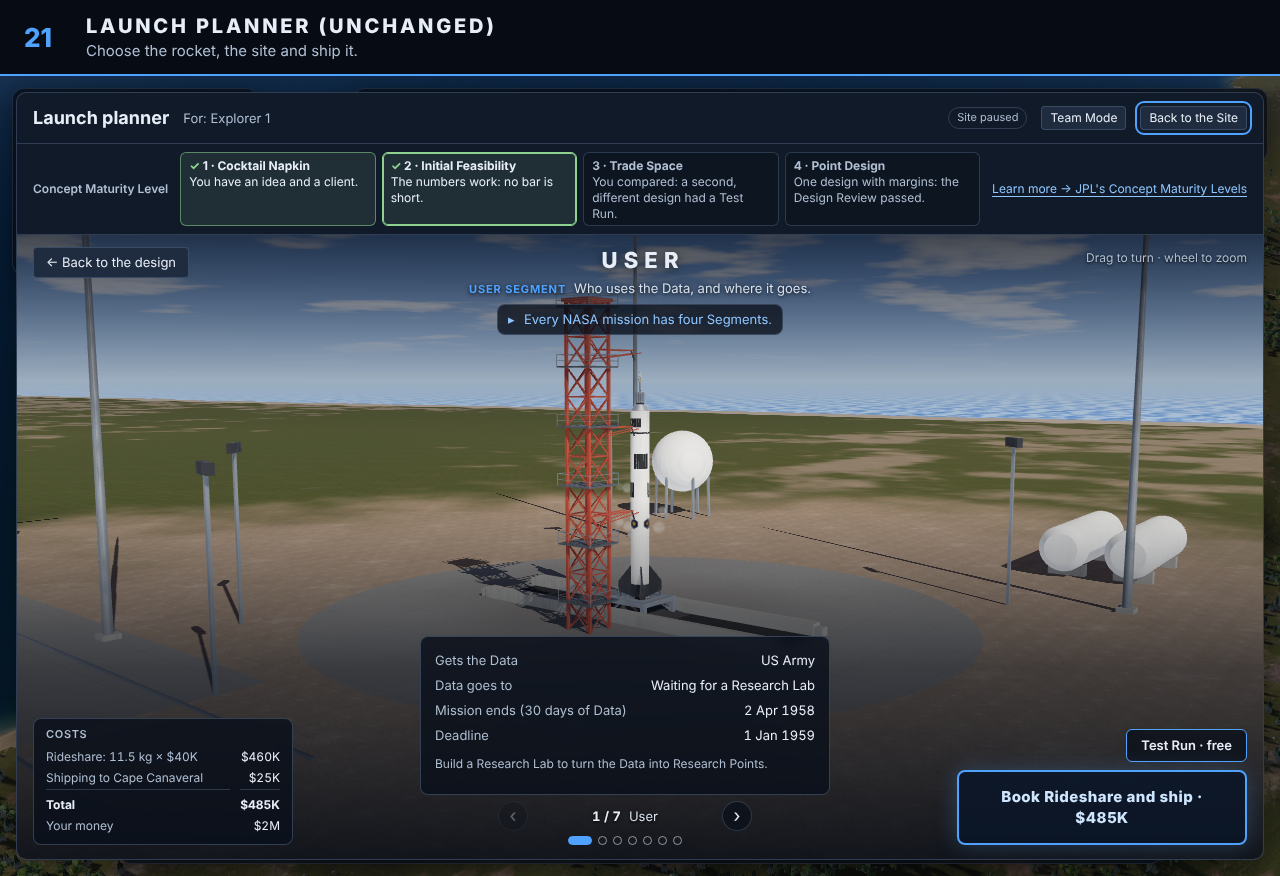 21
LAUNCH PLANNER (UNCHANGED)
Choose the rocket, the site and ship it.
Launch planner
For: Explorer 1
Site paused
Team Mode
Back to the Site
Concept Maturity Level
✓ 1 · Cocktail Napkin
You have an idea and a client.
✓ 2 · Initial Feasibility
The numbers work: no bar is
short.
3 · Trade Space
You compared: a second,
different design had a Test
Run.
4 · Point Design
One design with margins: the
Design Review passed.
Learn more → JPL's Concept Maturity Levels
← Back to the design
USER
Drag to turn · wheel to zoom
USER SEGMENT Who uses the Data, and where it goes.
▸ Every NASA mission has four Segments.
Gets the Data US Army
Data goes to Waiting for a Research Lab
Mission ends (30 days of Data) 2 Apr 1958
Deadline 1 Jan 1959
Build a Research Lab to turn the Data into Research Points.
COSTS
Rideshare: 11.5 kg × $40K $460K
Shipping to Cape Canaveral $25K
Total $485K
Your money $2M
‹ 1 / 7 User ›
Test Run · free
Book Rideshare and ship ·
$485K